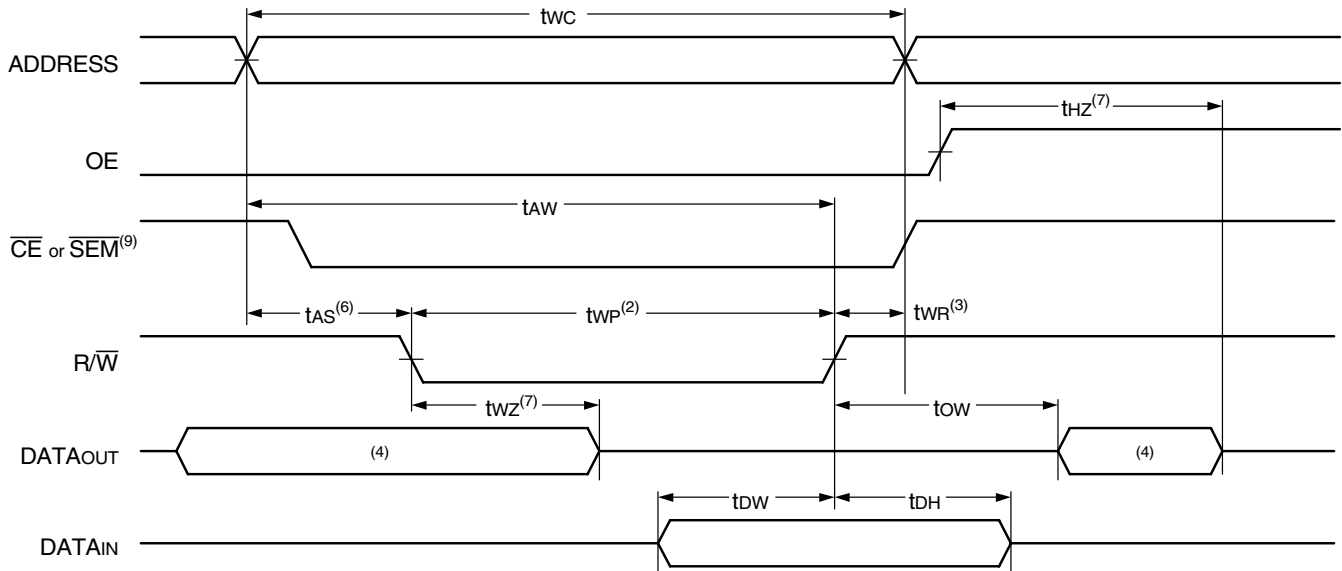 tWC
ADDRESS
tHZ(7)
OE
tAW
CE or SEM(9)
tAS(6) tWP(2) tWR(3)
R/W
tWZ(7) tOW
DATAOUT (4) (4)
tDW tDH
DATAIN